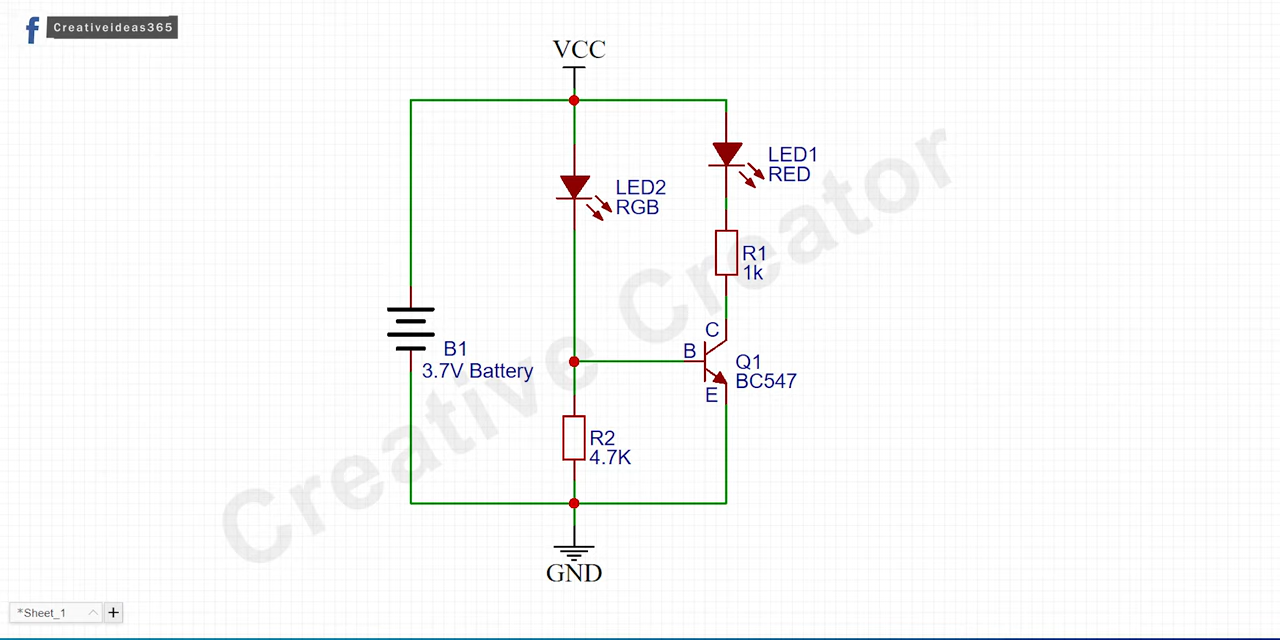 Creativeideas365
VCC
LED1
RED
LED2
RGB
R1
1k
C
B
Q1
BC547
E
B1
3.7V Battery
R2
4.7K
GND
Creative Creator
*Sheet_1